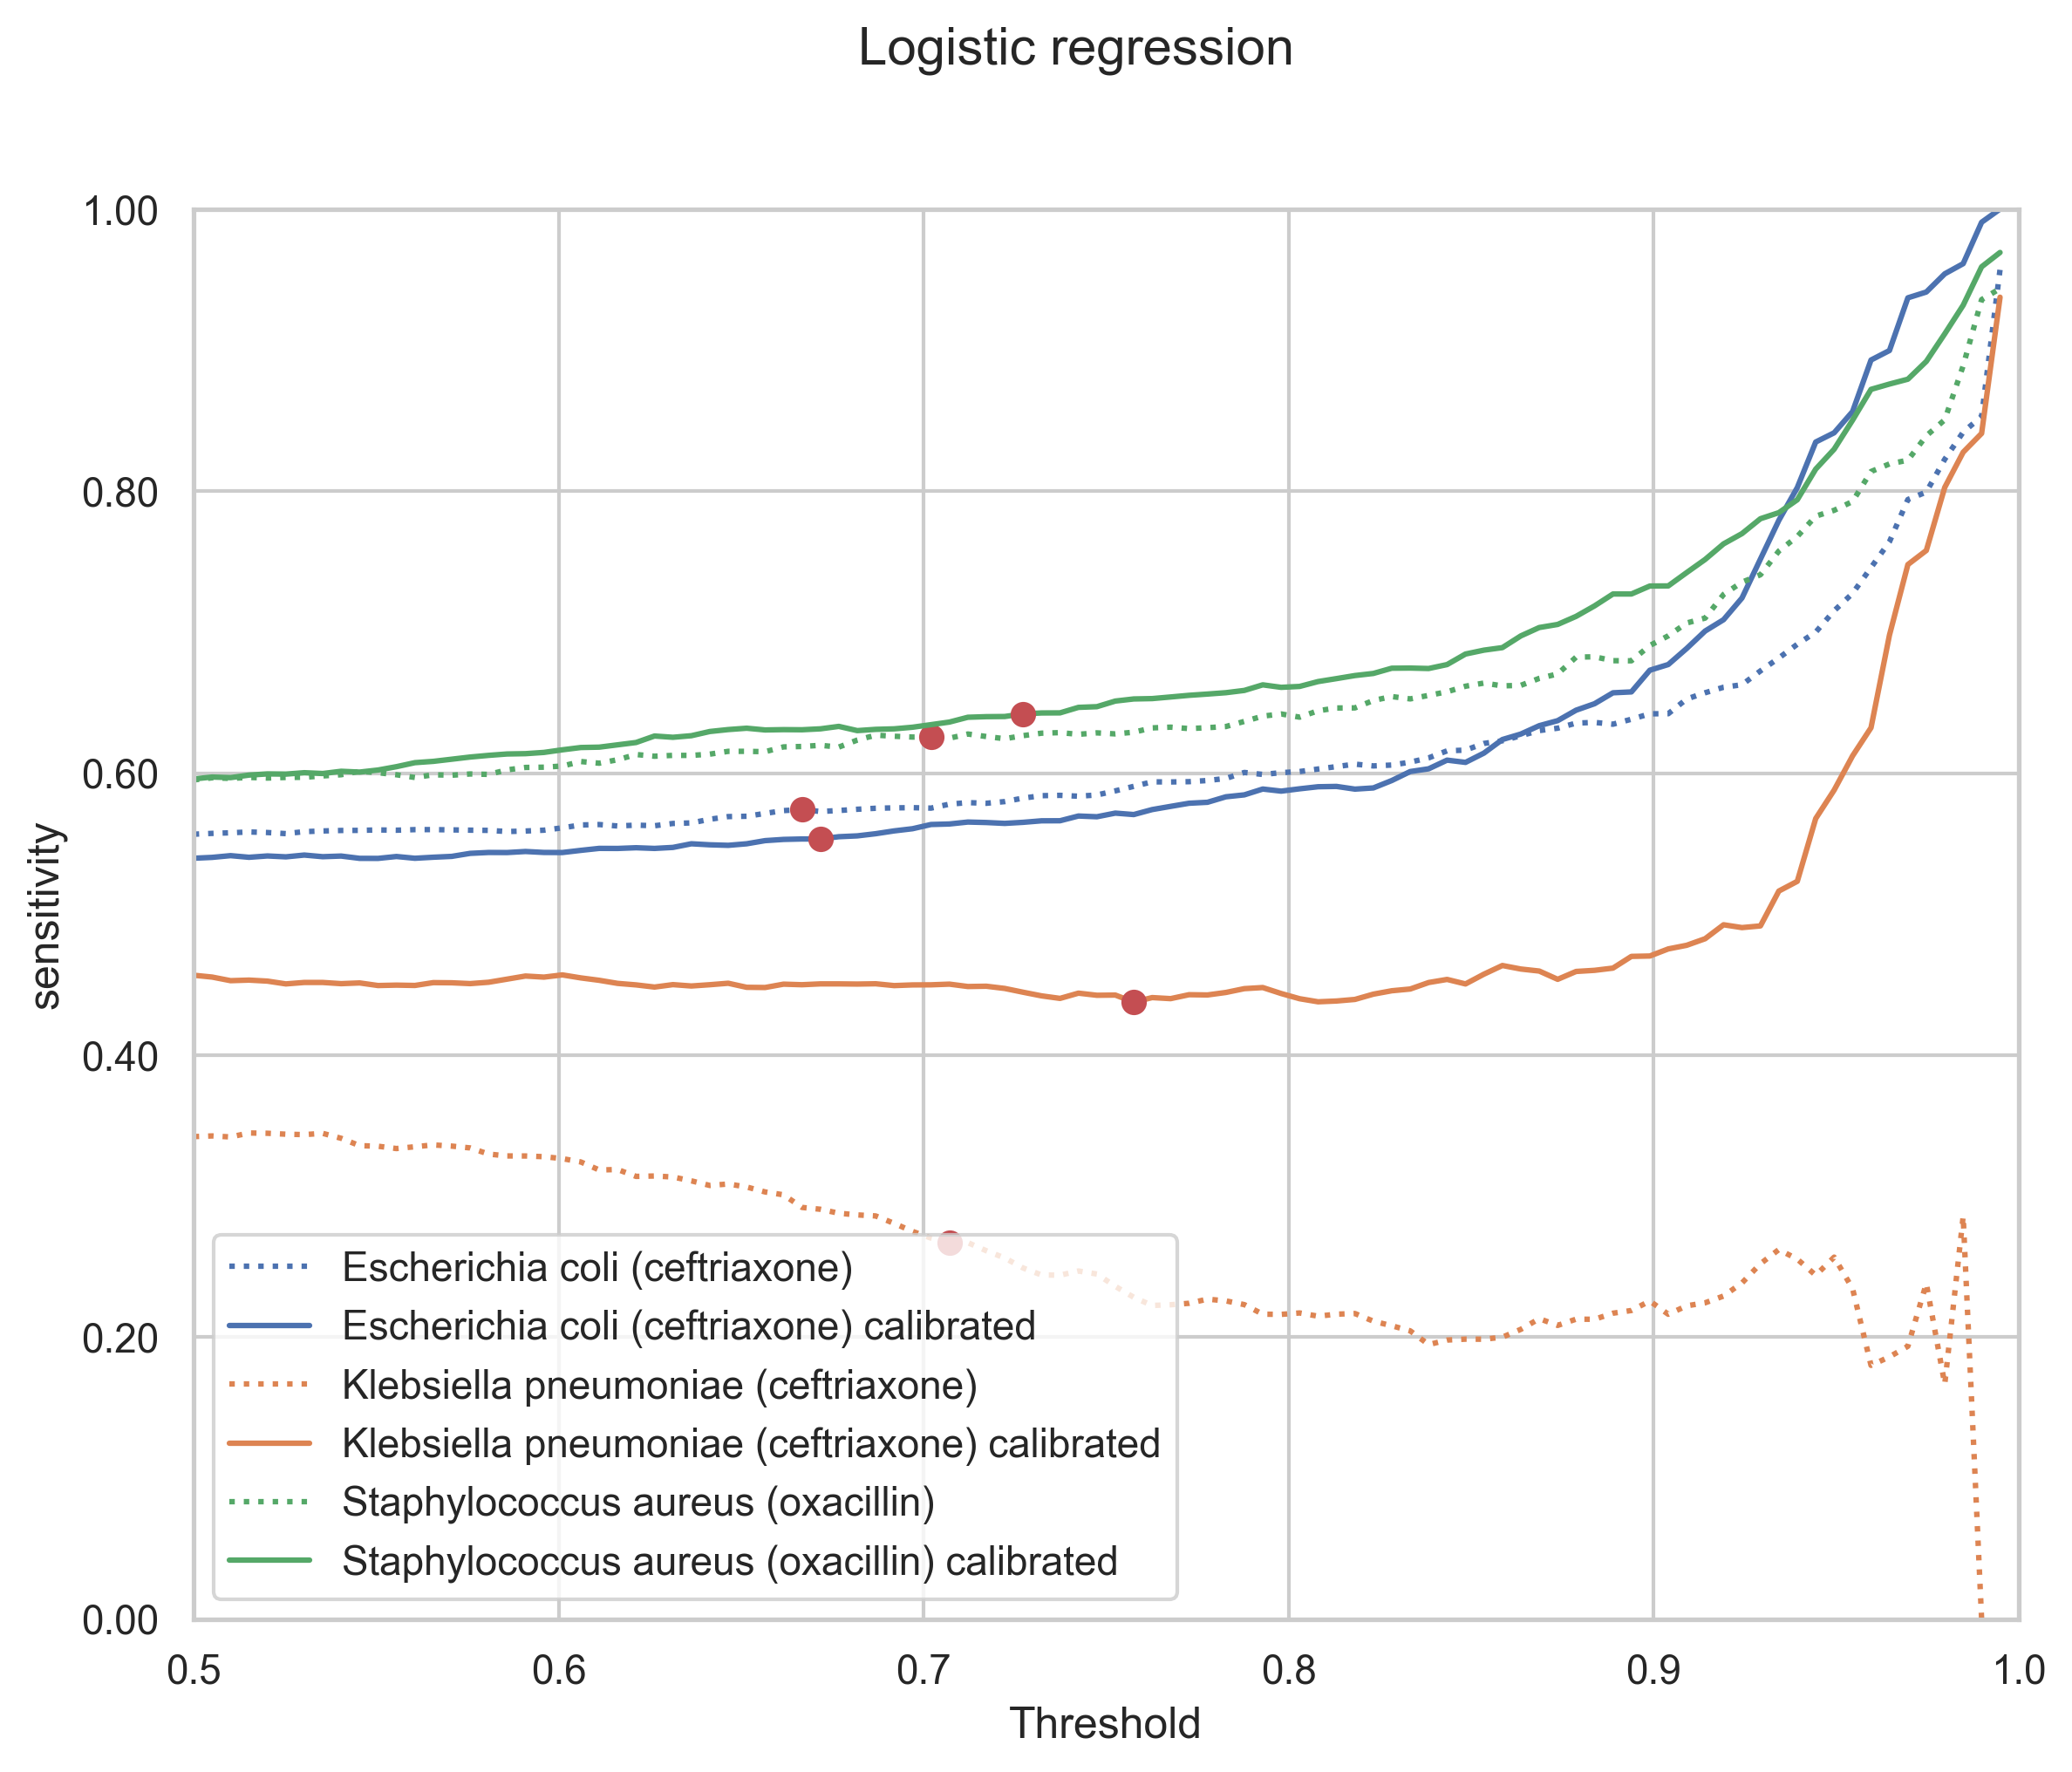 Logistic regression
1.00
0.80
0.60
0.40
0.20
0.00
sensitivity
Escherichia coli (ceftriaxone)
Escherichia coli (ceftriaxone) calibrated
Klebsiella pneumoniae (ceftriaxone)
Klebsiella pneumoniae (ceftriaxone) calibrated
Staphylococcus aureus (oxacillin)
Staphylococcus aureus (oxacillin) calibrated
0.5 0.6 0.7 0.8 0.9 1.0
Threshold